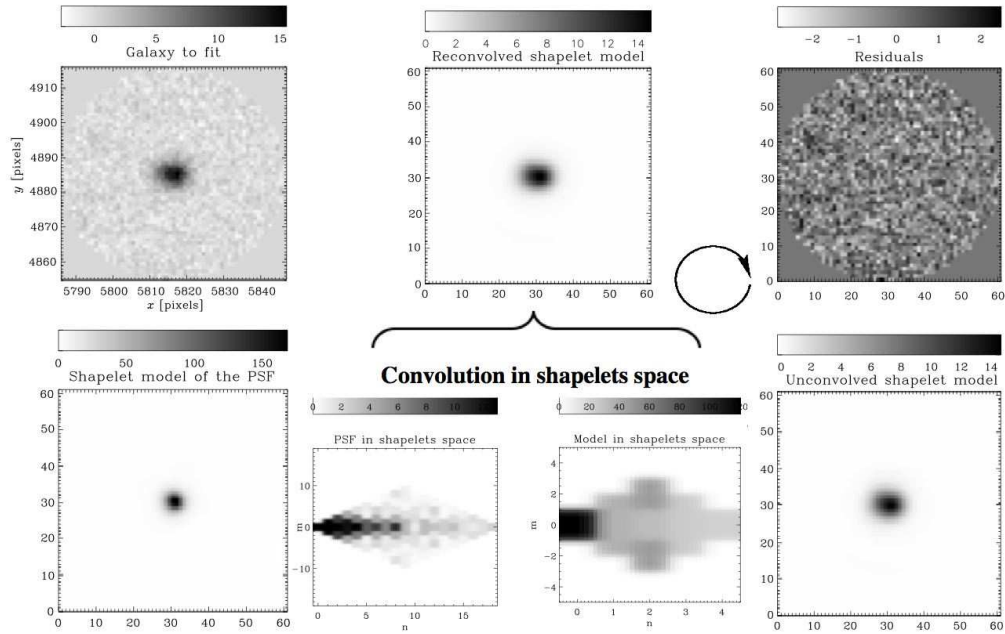 0 5 10 15
Galaxy to fit
4910
4900
4890
4880
4870
4860
y [pixels]
5790 5800 5810 5820 5830 5840
x [pixels]
0 2 4 6 8 10 12 14
Reconvolved shapelet model
60
50
40
30
20
10
0
0 10 20 30 40 50 60
-2 -1 0 1 2
Residuals
60
50
40
30
20
10
0
0 10 20 30 40 50 60
Convolution in shapelets space
0 50 100 150
Shapelet model of the PSF
60
50
40
30
20
10
0
0 10 20 30 40 50 60
0 2 4 6 8
PSF in shapelets space
10
0
-10
m
0 5 10 15
n
0 20 40 60 80 100
Model in shapelets space
4
2
0
-2
-4
m
0 1 2 3 4
n
0 2 4 6 8 10 12 14
Unconvolved shapelet model
60
50
40
30
20
10
0
0 10 20 30 40 50 60